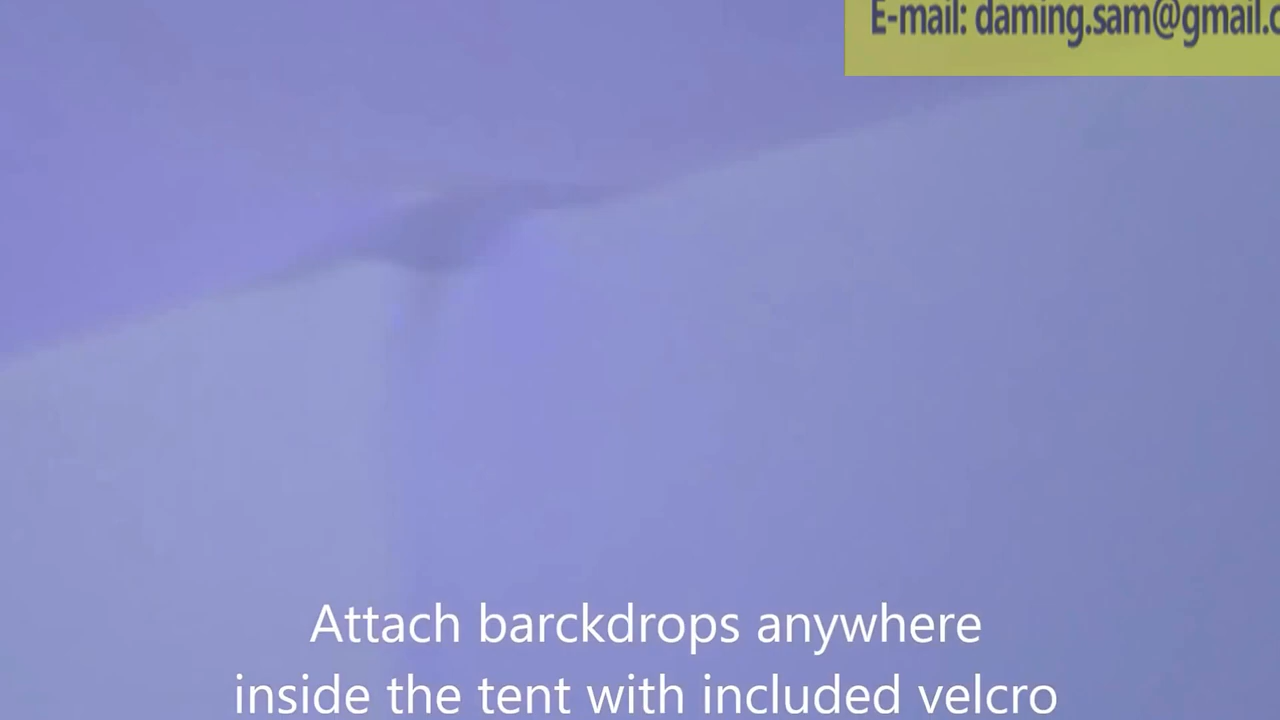 E-mail: daming.sam@gmail.c
Attach barckdrops anywhere
inside the tent with included velcro